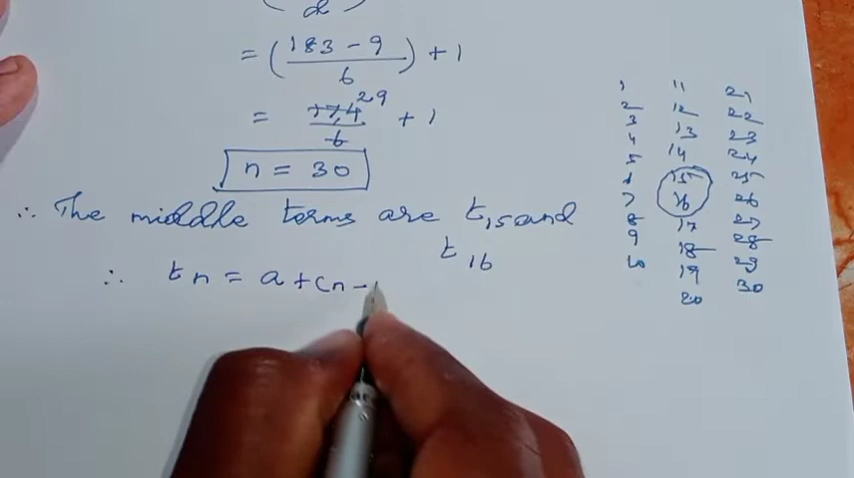 d
= (183 - 9 / 6) + 1
= 174 29 / 6 + 1
n = 30
∴ The middle terms are t15 and
t16
∴ tn = a + (n -
1 11 21
2 12 22
3 13 23
4 14 24
5 15 25
6 16 26
7 17 27
8 18 28
9 19 29
10 20 30